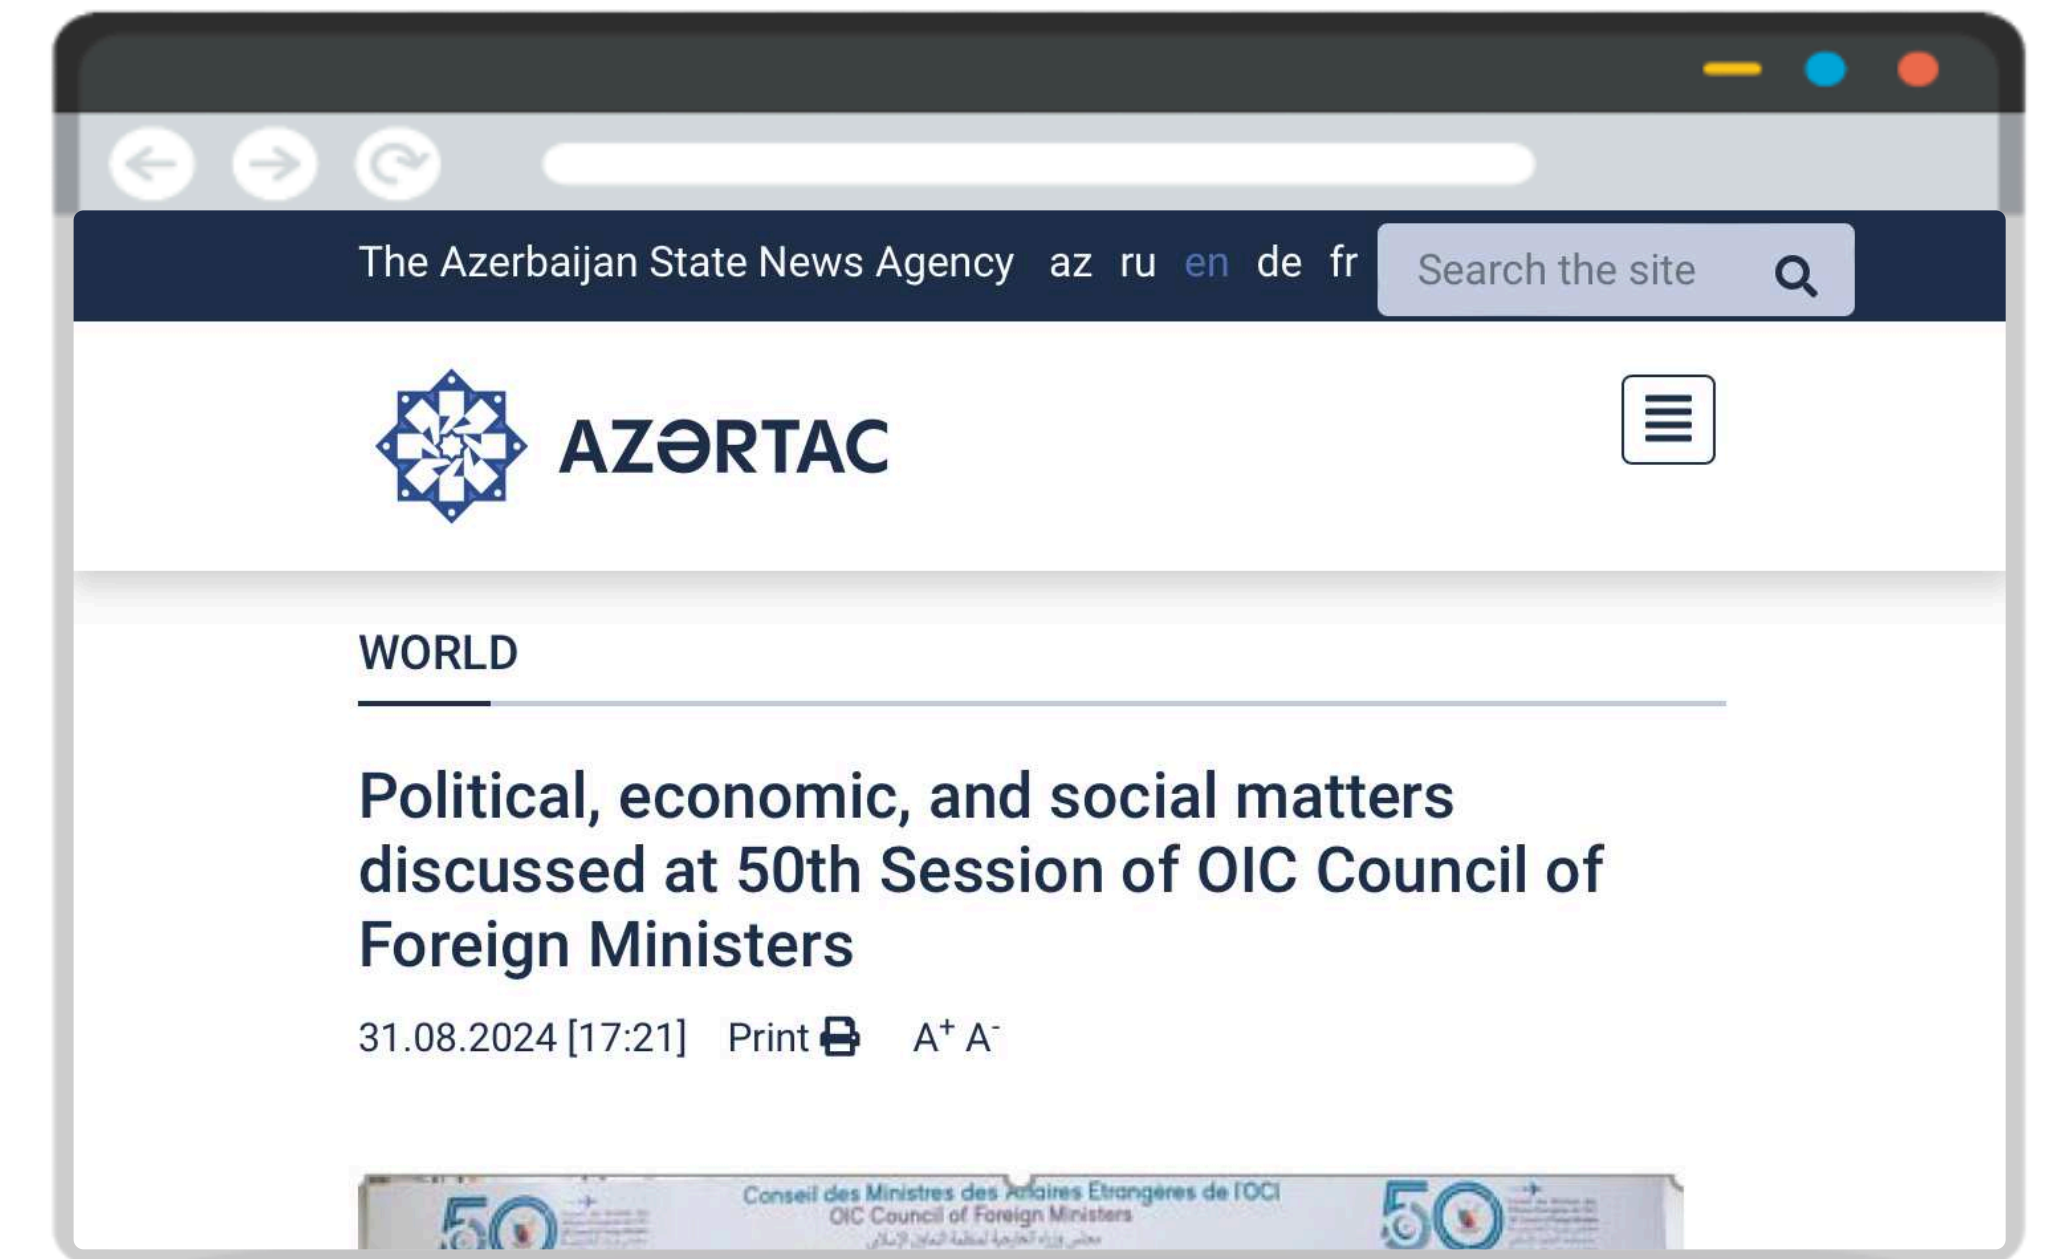 The Azerbaijan State News Agency az ru en de fr Search the site
AZƏRTAC
WORLD
Political, economic, and social matters
discussed at 50th Session of OIC Council of
Foreign Ministers
31.08.2024 [17:21] Print A+ A-
Conseil des Ministres des Affaires Etrangères de l'OCI
50 OIC Council of Foreign Ministers 50